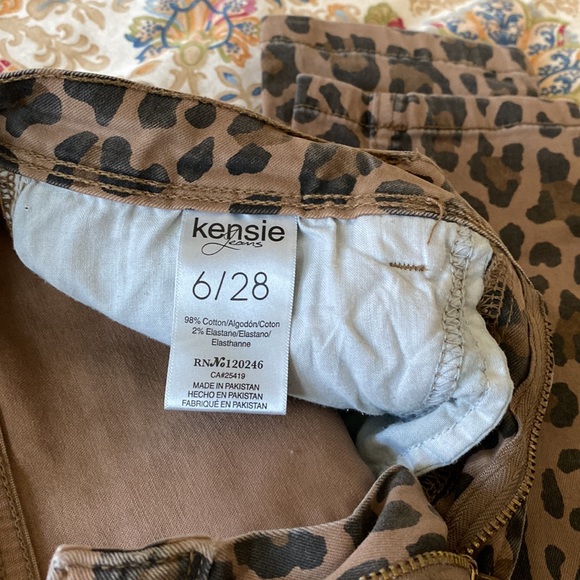 kensie
Jeans
6/28
98% Cotton/Algodón/Coton
2% Elastane/Elastano/
Elasthanne
RN№120246
CA#25419
MADE IN PAKISTAN
HECHO EN PAKISTAN
FABRIQUÉ EN PAKISTAN